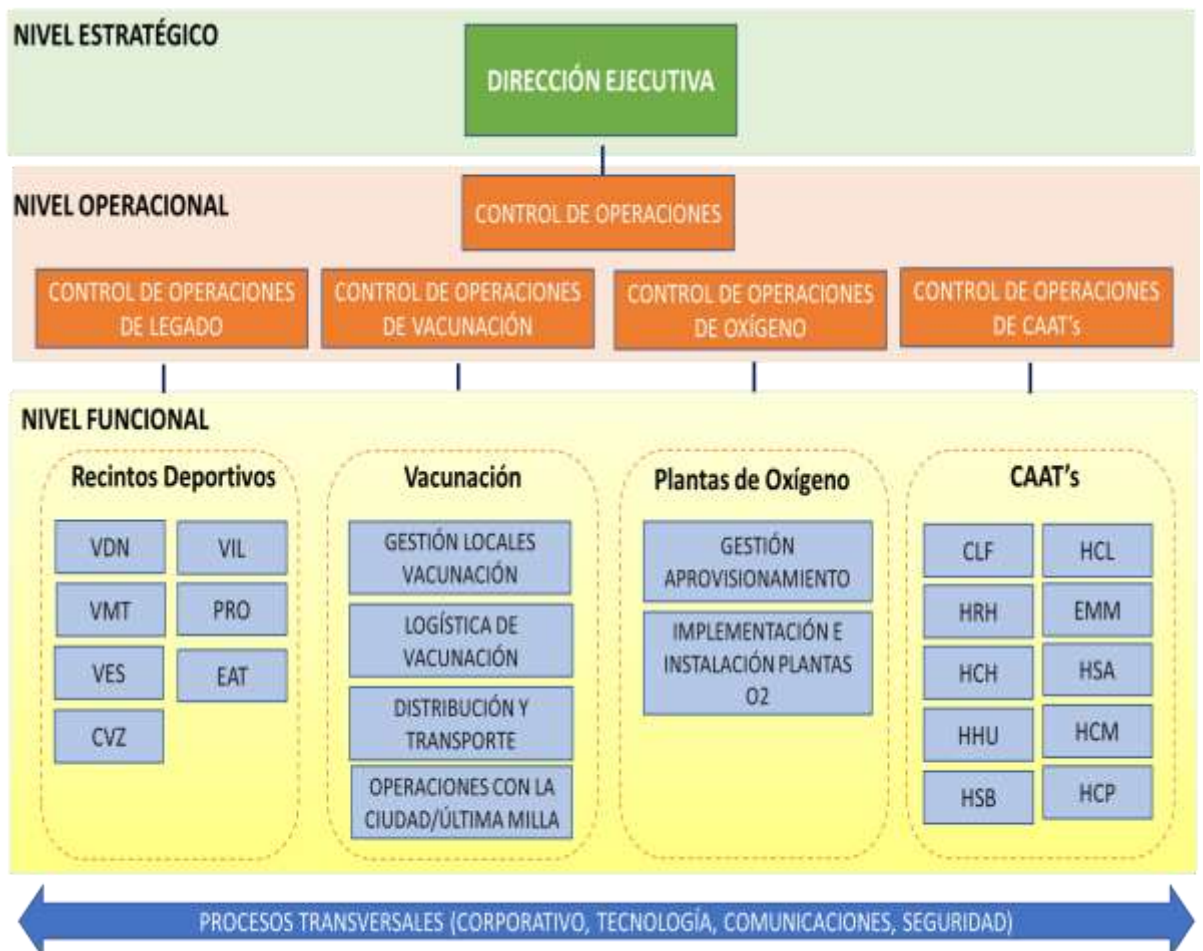 NIVEL ESTRATÉGICO
DIRECCIÓN EJECUTIVA
NIVEL OPERACIONAL
CONTROL DE OPERACIONES
CONTROL DE OPERACIONES
DE LEGADO
CONTROL DE OPERACIONES
DE VACUNACIÓN
CONTROL DE OPERACIONES
DE OXÍGENO
CONTROL DE OPERACIONES
DE CAAT's
NIVEL FUNCIONAL
Recintos Deportivos
VDN
VIL
VMT
PRO
VES
EAT
CVZ
Vacunación
GESTIÓN LOCALES
VACUNACIÓN
LOGÍSTICA DE
VACUNACIÓN
DISTRIBUCIÓN Y
TRANSPORTE
OPERACIONES CON LA
CIUDAD/ÚLTIMA MILLA
Plantas de Oxígeno
GESTIÓN
APROVISIONAMIENTO
IMPLEMENTACIÓN E
INSTALACIÓN PLANTAS
O2
CAAT's
CLF
HCL
HRH
EMM
HCH
HSA
HHU
HCM
HSB
HCP
PROCESOS TRANSVERSALES (CORPORATIVO, TECNOLOGÍA, COMUNICACIONES, SEGURIDAD)